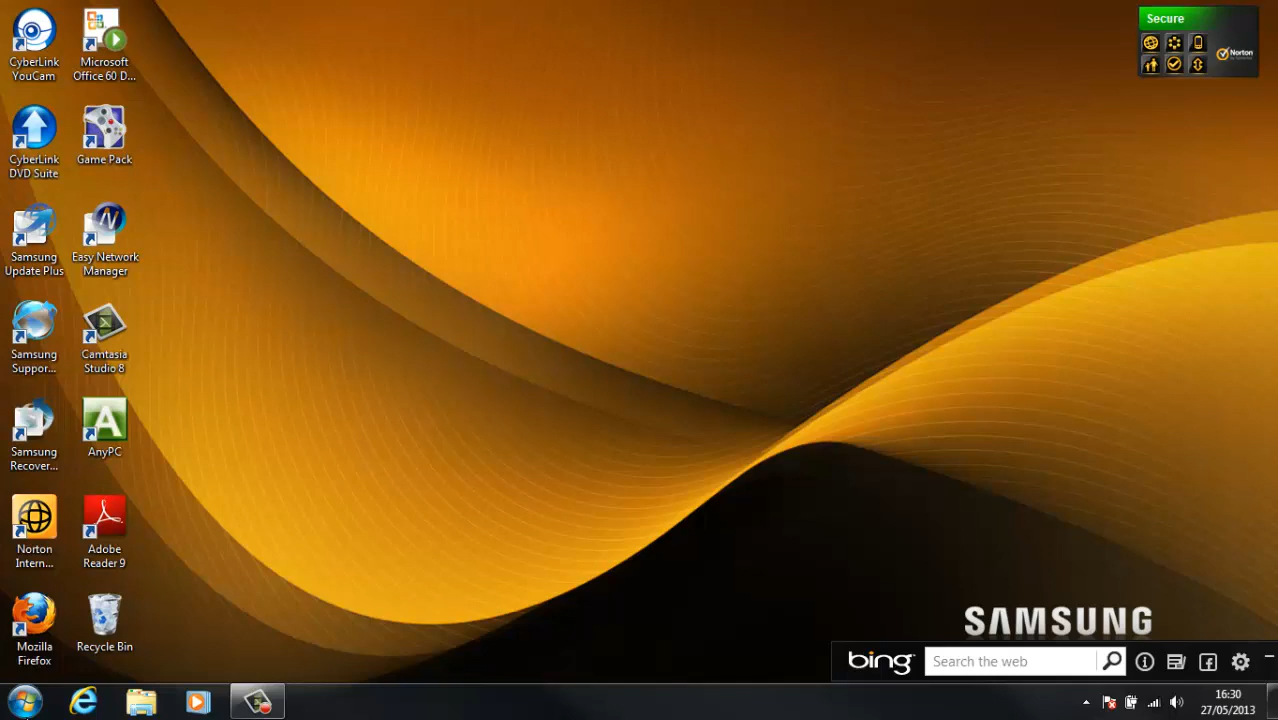 CyberLink
YouCam
Microsoft
Office 60 D...
CyberLink
DVD Suite
Game Pack
Samsung
Update Plus
Easy Network
Manager
Samsung
Suppor...
Camtasia
Studio 8
Samsung
Recover...
AnyPC
Norton
Intern...
Adobe
Reader 9
Mozilla
Firefox
Recycle Bin
Secure
Norton
by Symantec
SAMSUNG
bing
Search the web
16:30
27/05/2013